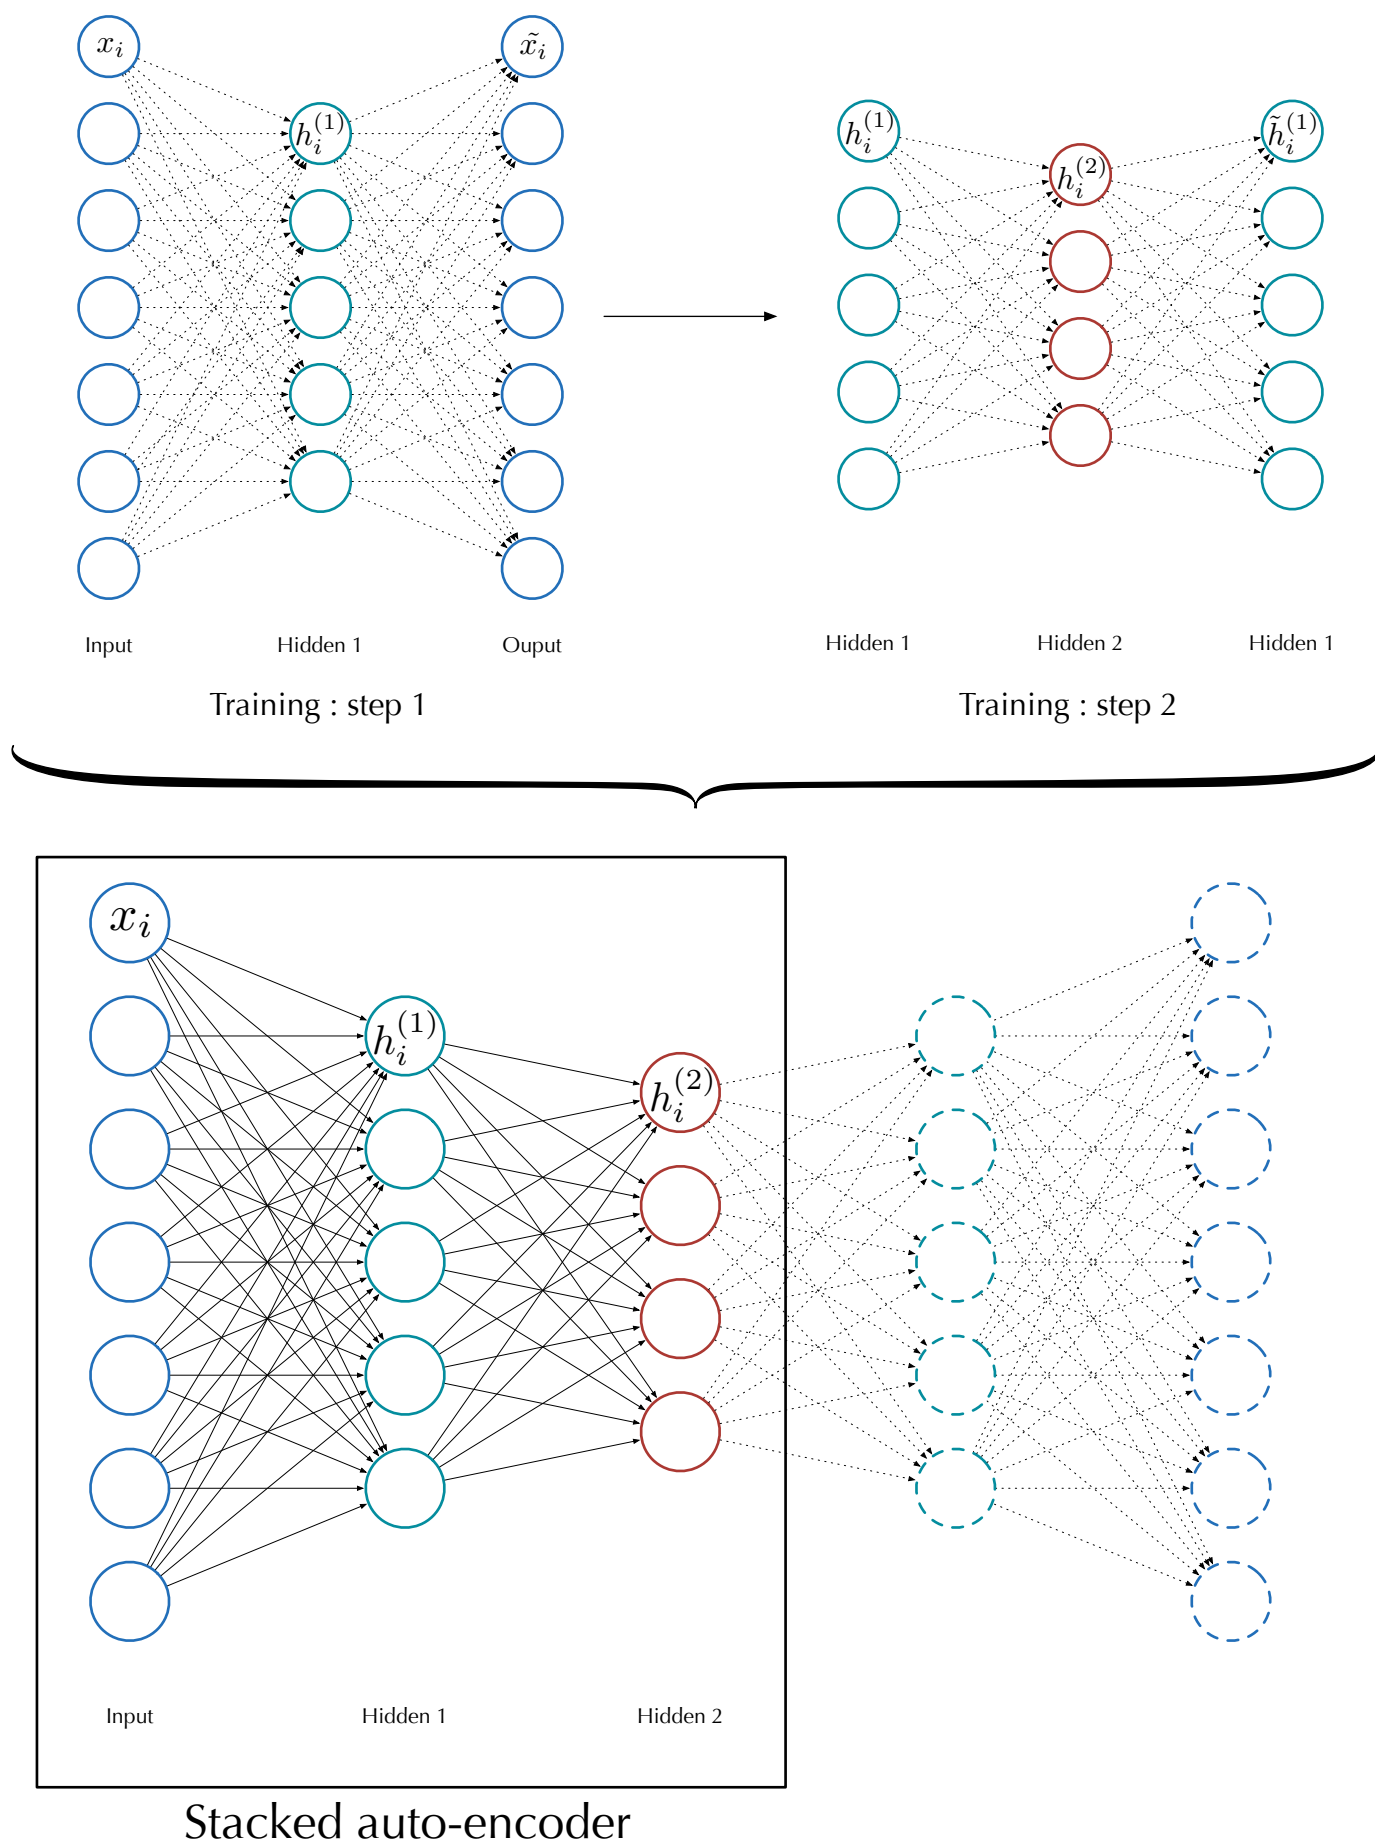 x_i
x̃_i
h_i^(1)
Input
Hidden 1
Ouput
Training : step 1
h_i^(1)
h_i^(2)
h̃_i^(1)
Hidden 1
Hidden 2
Hidden 1
Training : step 2
x_i
h_i^(1)
h_i^(2)
Input
Hidden 1
Hidden 2
Stacked auto-encoder